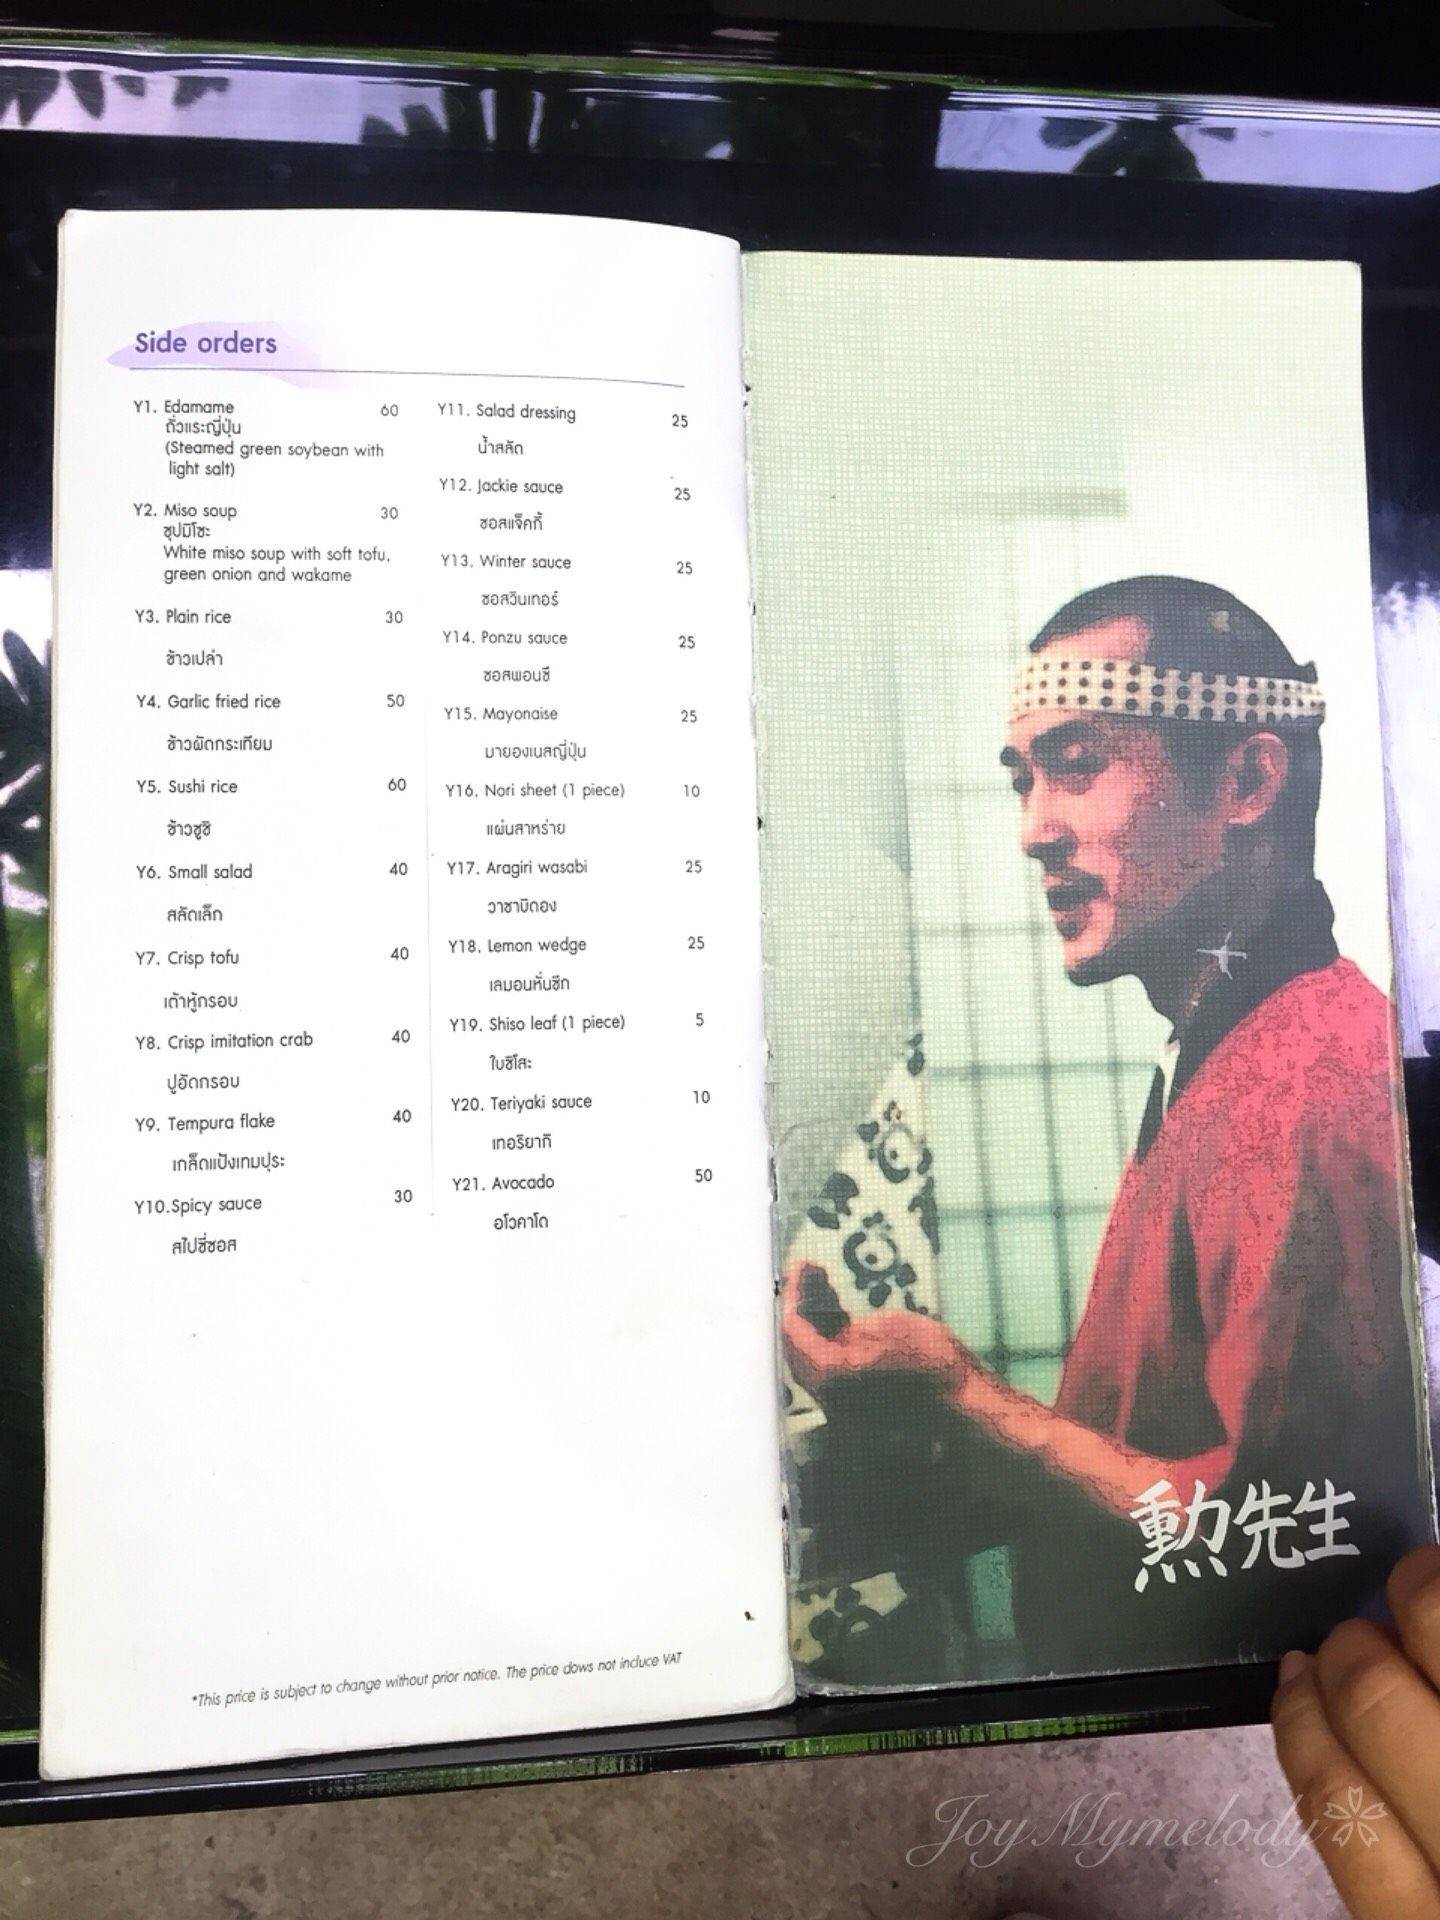 Side orders
Y1. Edamame 60
ถั่วแระญี่ปุ่น
(Steamed green soybean with
light salt)
Y2. Miso soup 30
ซุปมิโซะ
White miso soup with soft tofu,
green onion and wakame
Y3. Plain rice 30
ข้าวเปล่า
Y4. Garlic fried rice 50
ข้าวผัดกระเทียม
Y5. Sushi rice 60
ข้าวซูชิ
Y6. Small salad 40
สลัดเล็ก
Y7. Crisp tofu 40
เต้าหู้กรอบ
Y8. Crisp imitation crab 40
ปูอัดกรอบ
Y9. Tempura flake 40
เกล็ดแป้งเทมปุระ
Y10.Spicy sauce 30
สไปซี่ซอส
Y11. Salad dressing 25
น้ำสลัด
Y12. Jackie sauce 25
ซอสแจ็คกี้
Y13. Winter sauce 25
ซอสวินเทอร์
Y14. Ponzu sauce 25
ซอสพอนซึ
Y15. Mayonaise 25
มายองเนสญี่ปุ่น
Y16. Nori sheet (1 piece) 10
แผ่นสาหร่าย
Y17. Aragiri wasabi 25
วาซาบิดอง
Y18. Lemon wedge 25
เลมอนหั่นซีก
Y19. Shiso leaf (1 piece) 5
ใบชิโสะ
Y20. Teriyaki sauce 10
เทอริยากิ
Y21. Avocado 50
อโวคาโด
*This price is subject to change without prior notice. The price dows not incluce VAT
勲先生
JoyMymelody